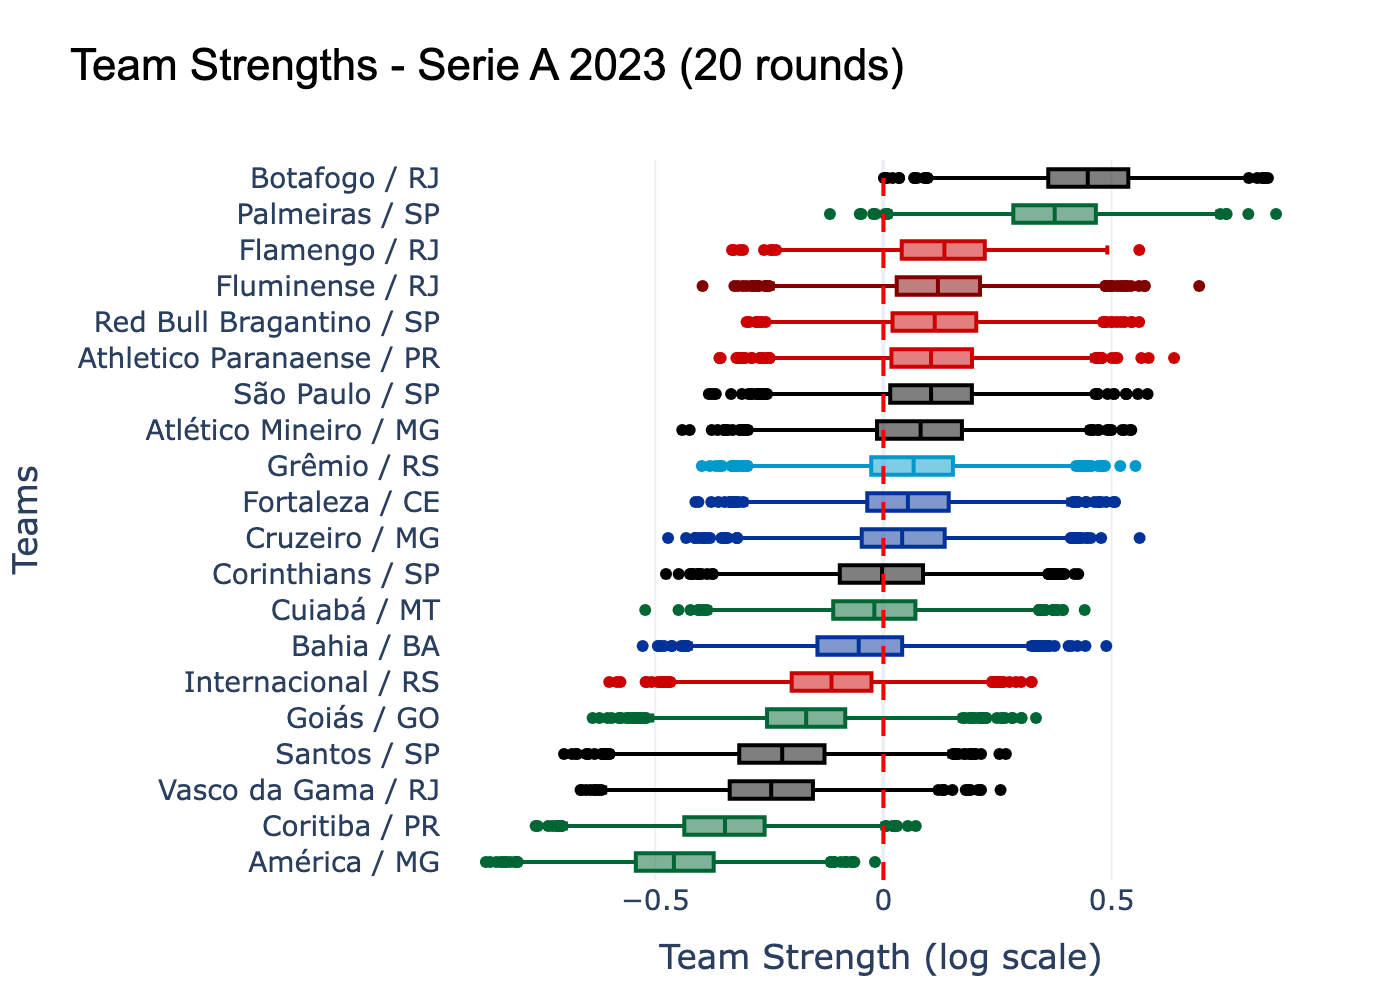 Team Strengths - Serie A 2023 (20 rounds)
Botafogo / RJ
Palmeiras / SP
Flamengo / RJ
Fluminense / RJ
Red Bull Bragantino / SP
Athletico Paranaense / PR
São Paulo / SP
Atlético Mineiro / MG
Grêmio / RS
Fortaleza / CE
Cruzeiro / MG
Corinthians / SP
Cuiabá / MT
Bahia / BA
Internacional / RS
Goiás / GO
Santos / SP
Vasco da Gama / RJ
Coritiba / PR
América / MG
Teams
−0.5 0 0.5
Team Strength (log scale)